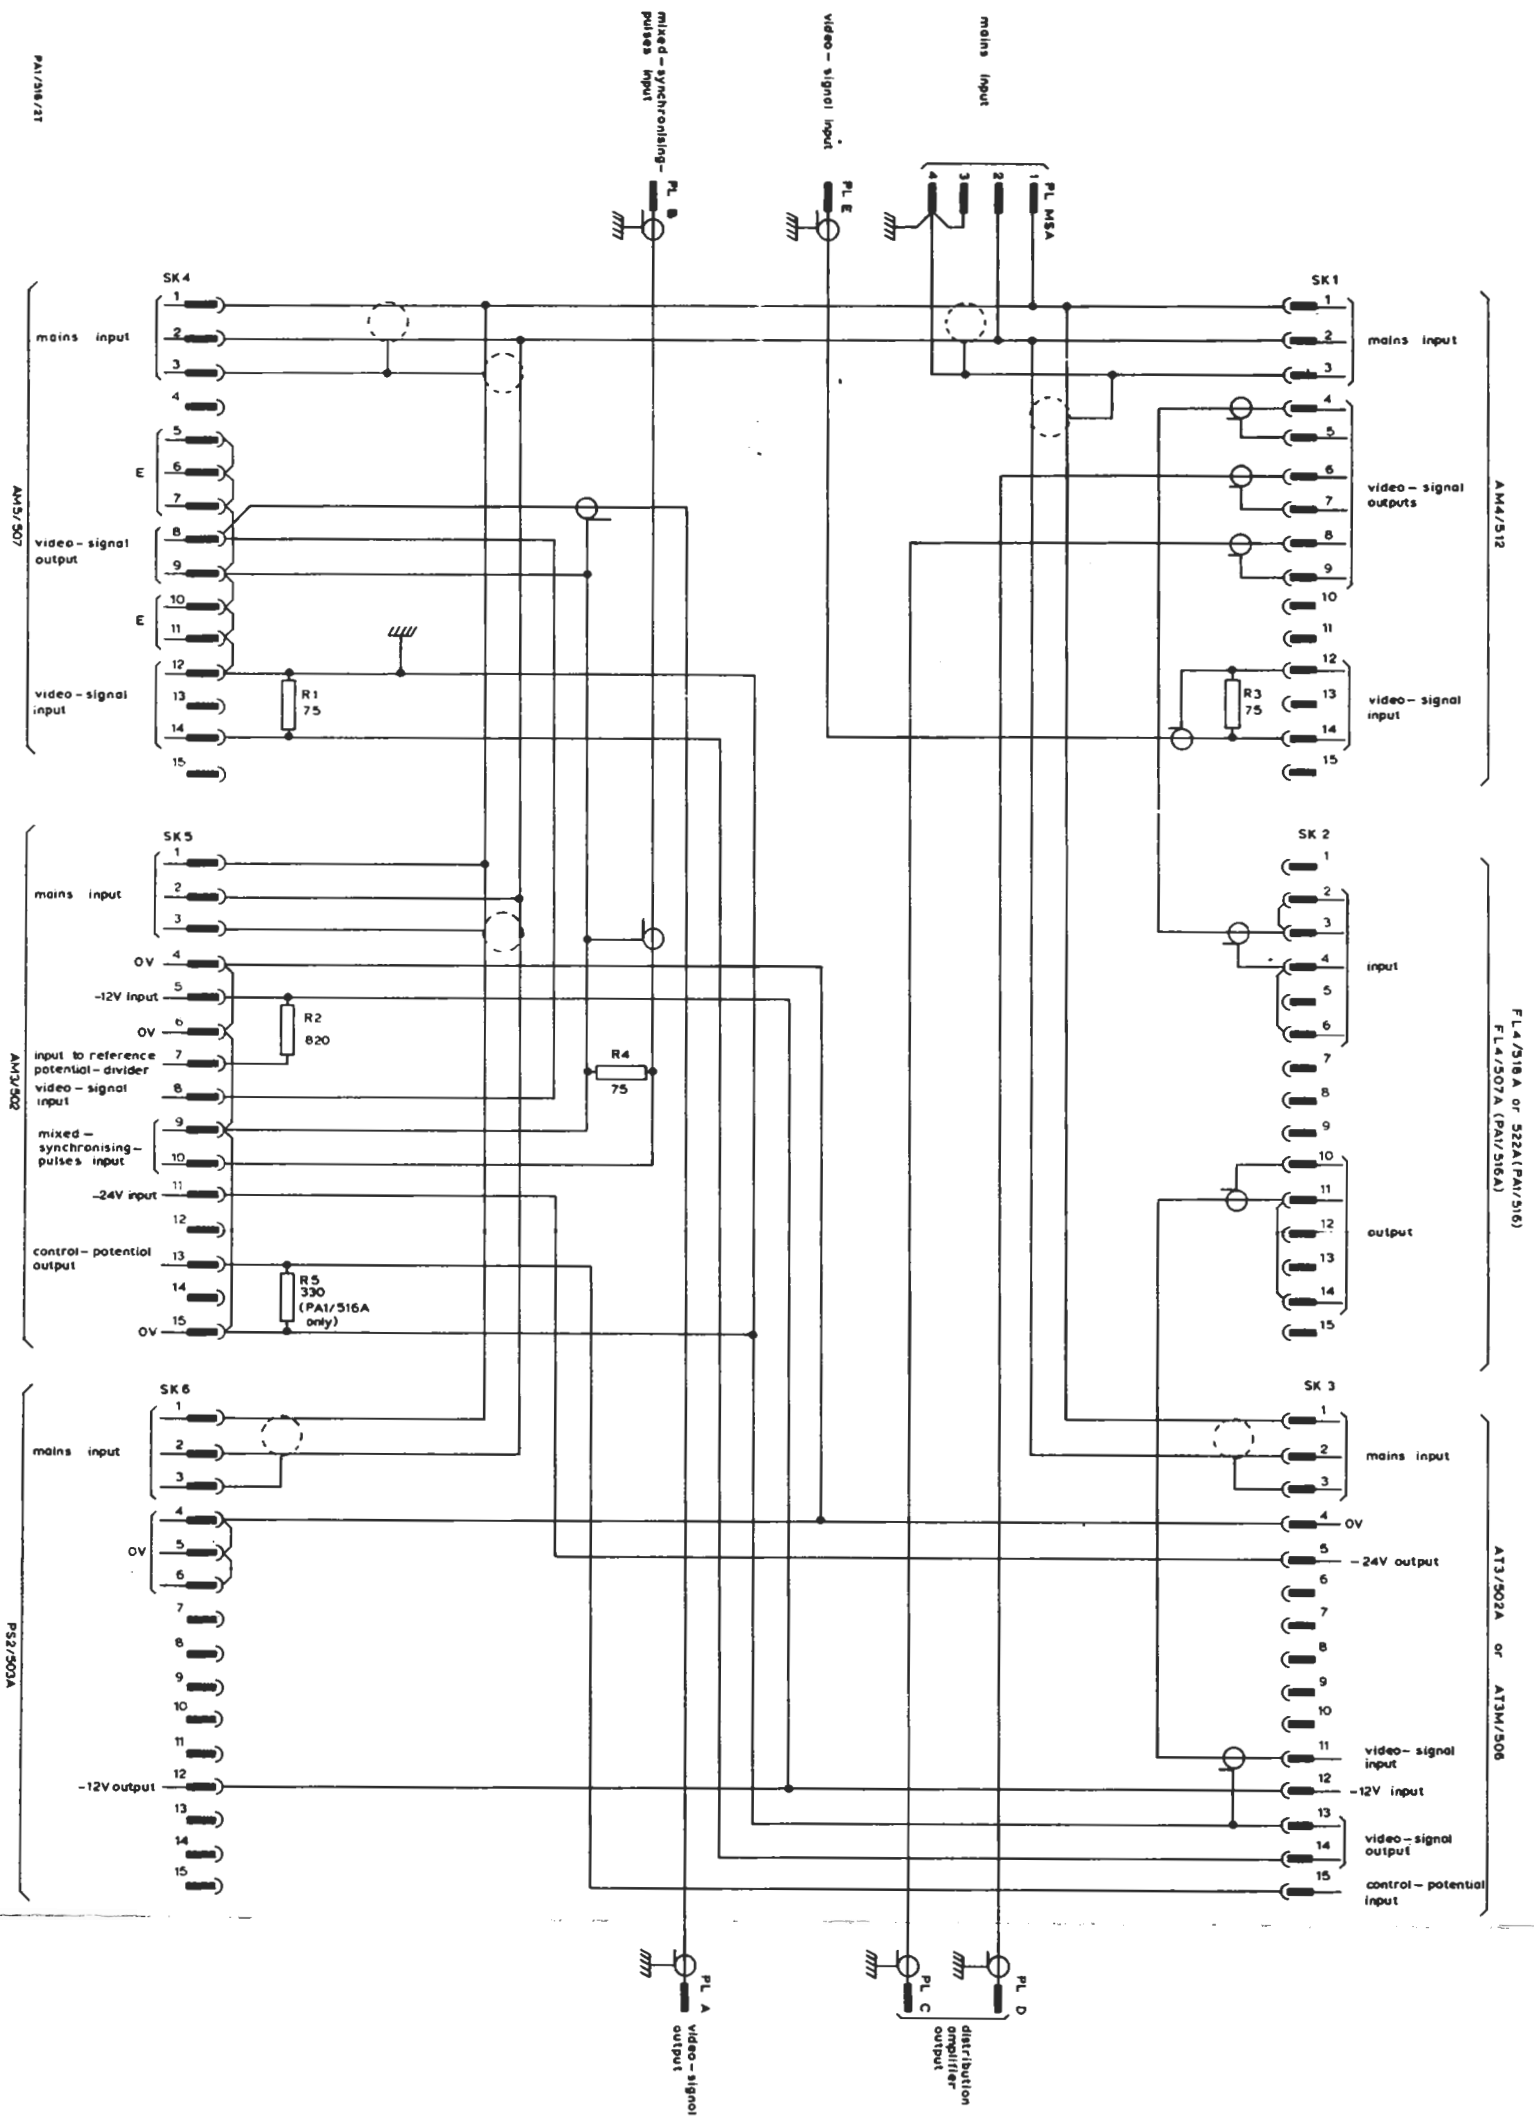 mixed-synchronising-
pulses input
PL B
video-signal input
PL E
mains input
PL MSA
1
2
3
4
PA1/516/2T
SK4
1
2
3
4
5
6
7
8
9
10
11
12
13
14
15
mains input
E
video-signal
output
E
video-signal
input
AM5/507
R1
75
SK5
1
2
3
4
5
6
7
8
9
10
11
12
13
14
15
mains input
0V
-12V input
0V
input to reference
potential-divider
video-signal
input
mixed-
synchronising-
pulses input
-24V input
control-potential
output
0V
AM3/502
R2
820
R4
75
R5
330
(PA1/516A
only)
SK6
1
2
3
4
5
6
7
8
9
10
11
12
13
14
15
mains input
0V
-12V output
PS2/503A
SK1
1
2
3
4
5
6
7
8
9
10
11
12
13
14
15
mains input
video-signal
outputs
video-signal
input
AM4/512
R3
75
SK 2
1
2
3
4
5
6
7
8
9
10
11
12
13
14
15
input
output
FL4/518A or 522A(PA1/516)
FL4/507A (PA1/516A)
SK 3
1
2
3
4
5
6
7
8
9
10
11
12
13
14
15
mains input
0V
-24V output
video-signal
input
-12V input
video-signal
output
control-potential
input
AT3/502A or AT3M/506
PL A
video-signal
output
PL C
PL D
distribution
amplifier
output